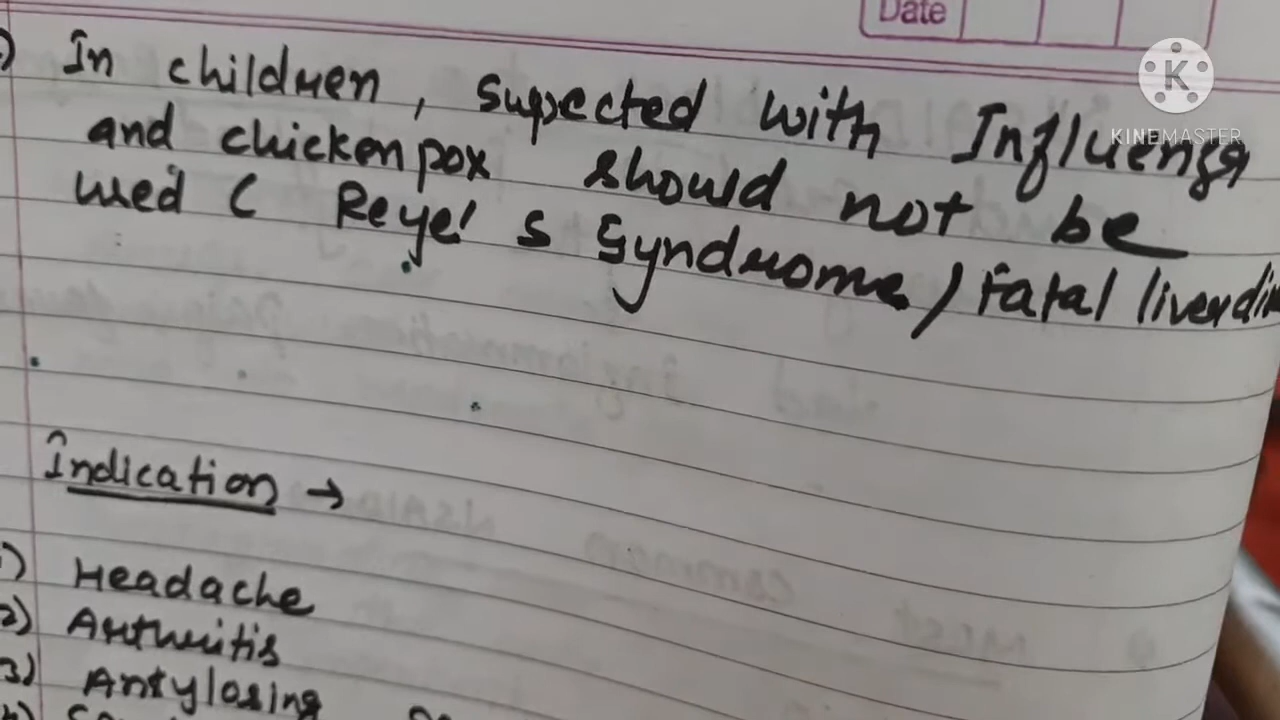 Date
K
KINEMASTER
) In children, supected with Influenza
and chickenpox should not be
used ( Reye's Syndrome / Fatal liver
Indication →
1) Headache
2) Arthritis
3) Ankylosing